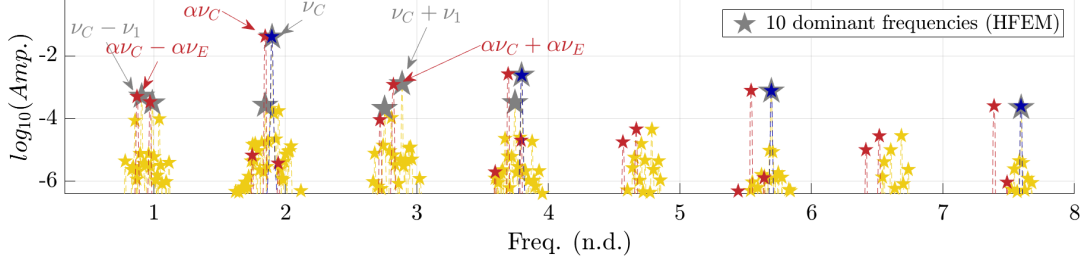 αν_C
ν_C
ν_C + ν_1
ν_C − ν_1
αν_C − αν_E
αν_C + αν_E
10 dominant frequencies (HFEM)
log_10(Amp.)
-2
-4
-6
1 2 3 4 5 6 7 8
Freq. (n.d.)